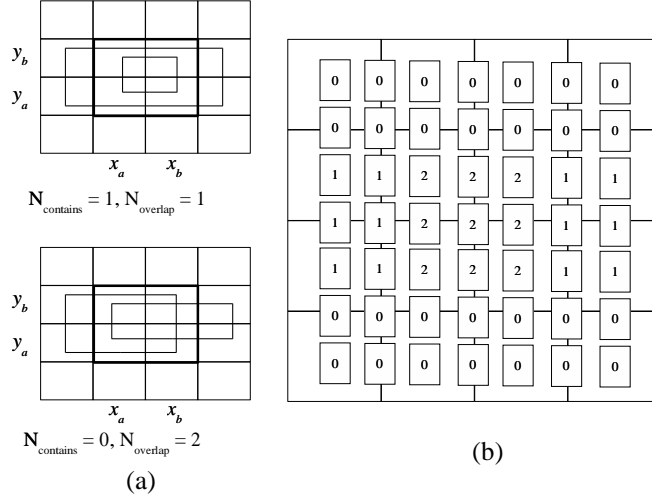 y_b
y_a
x_a x_b
N_contains = 1, N_overlap = 1
y_b
y_a
x_a x_b
N_contains = 0, N_overlap = 2
(a)
0 0 0 0 0 0 0
0 0 0 0 0 0 0
1 1 2 2 2 1 1
1 1 2 2 2 1 1
1 1 2 2 2 1 1
0 0 0 0 0 0 0
0 0 0 0 0 0 0
(b)